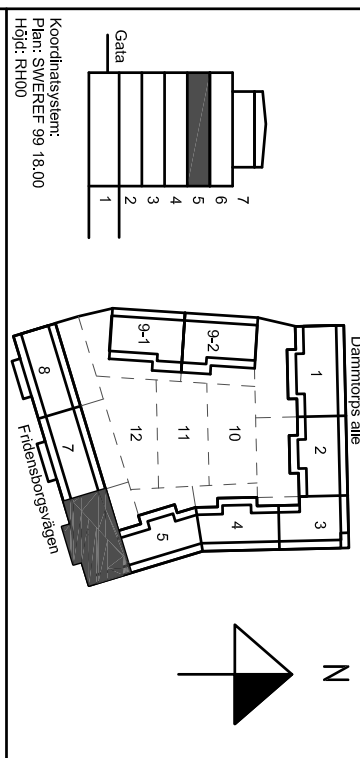 Dammtorps alle
1
2
3
9-1
9-2
10
11
12
4
5
8
7
Fridensborgsvägen
N
Gata
1
2
3
4
5
6
7
Koordinatsystem:
Plan: SWEREF 99 18.00
Höjd: RH00